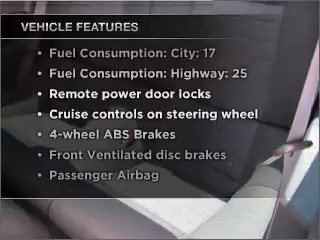 VEHICLE FEATURES
• Fuel Consumption: City: 17
• Fuel Consumption: Highway: 25
• Remote power door locks
• Cruise controls on steering wheel
• 4-wheel ABS Brakes
• Front Ventilated disc brakes
• Passenger Airbag